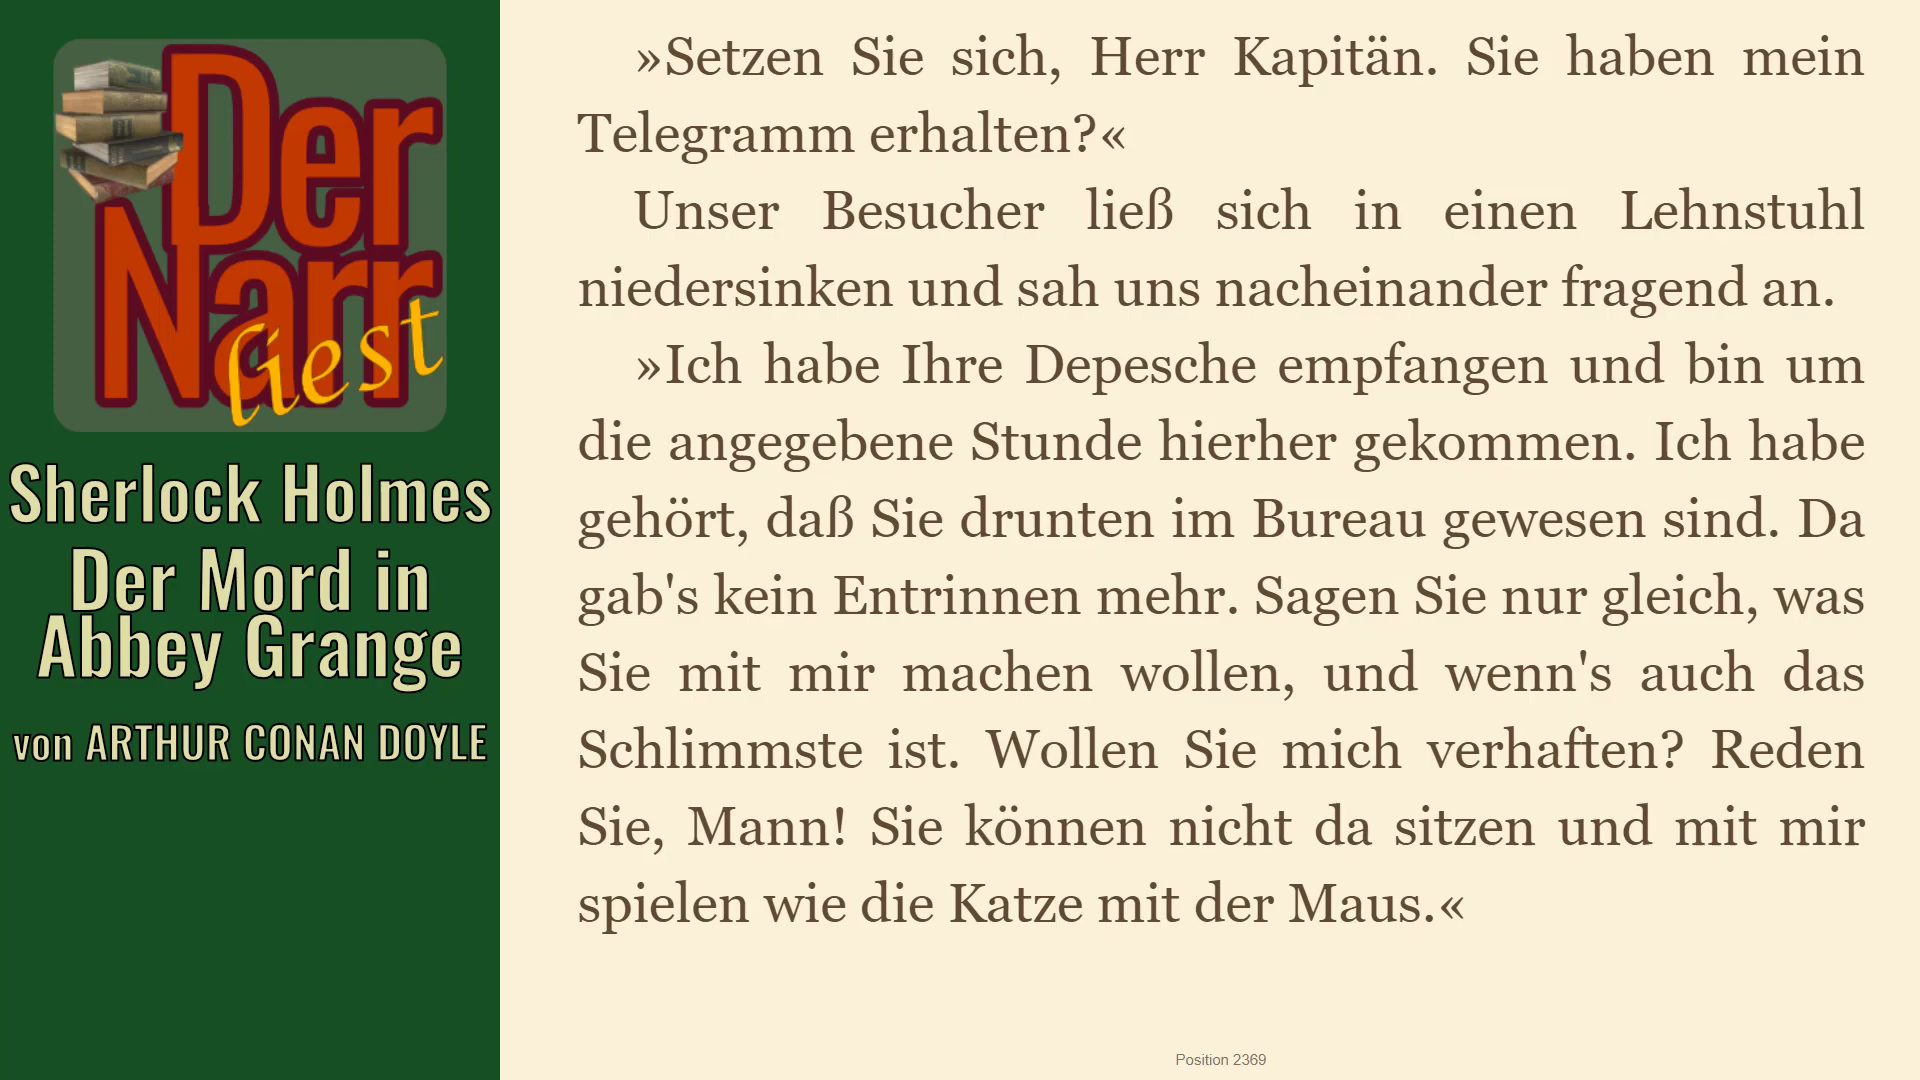 Der
Narr
liest
Sherlock Holmes
Der Mord in
Abbey Grange
von ARTHUR CONAN DOYLE
»Setzen Sie sich, Herr Kapitän. Sie haben mein
Telegramm erhalten?«
Unser Besucher ließ sich in einen Lehnstuhl
niedersinken und sah uns nacheinander fragend an.
»Ich habe Ihre Depesche empfangen und bin um
die angegebene Stunde hierher gekommen. Ich habe
gehört, daß Sie drunten im Bureau gewesen sind. Da
gab's kein Entrinnen mehr. Sagen Sie nur gleich, was
Sie mit mir machen wollen, und wenn's auch das
Schlimmste ist. Wollen Sie mich verhaften? Reden
Sie, Mann! Sie können nicht da sitzen und mit mir
spielen wie die Katze mit der Maus.«
Position 2369